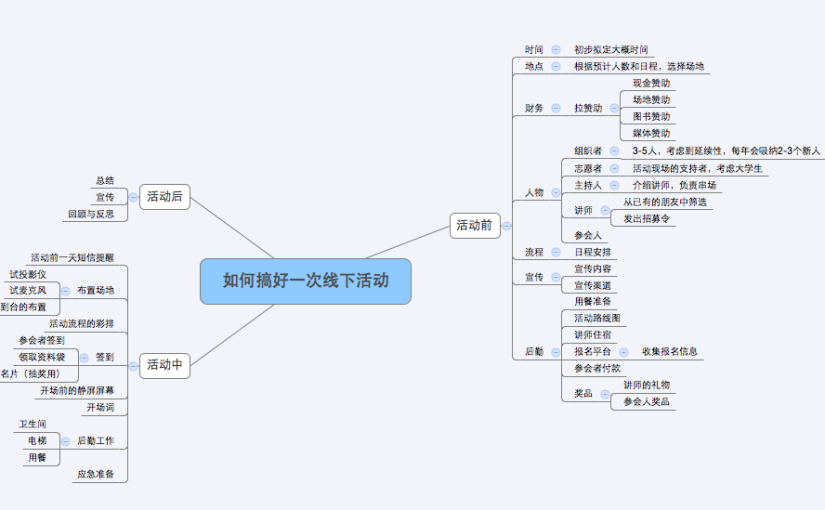 如何搞好一次线下活动
活动前
时间
初步拟定大概时间
地点
根据预计人数和日程，选择场地
财务
拉赞助
现金赞助
场地赞助
图书赞助
媒体赞助
人物
组织者
3-5人，考虑到延续性，每年会吸纳2-3个新人
志愿者
活动现场的支持者，考虑大学生
主持人
介绍讲师，负责串场
讲师
从已有的朋友中筛选
发出招募令
参会人
流程
日程安排
宣传
宣传内容
宣传渠道
后勤
用餐准备
活动路线图
讲师住宿
报名平台
收集报名信息
参会者付款
奖品
讲师的礼物
参会人奖品
活动中
活动前一天短信提醒
布置场地
试投影仪
试麦克风
到台的布置
活动流程的彩排
签到
参会者签到
领取资料袋
名片（抽奖用）
开场前的静屏屏幕
开场词
后勤工作
卫生间
电梯
用餐
应急准备
活动后
总结
宣传
回顾与反思